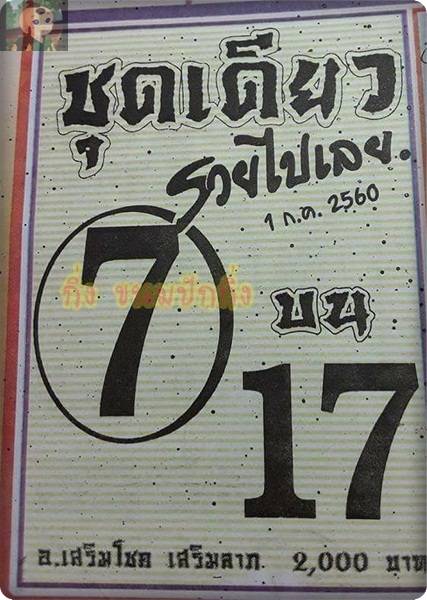 ชุดเดียว
รวยไปเลย.
1 ก.ค. 2560
7
กิ่ง ขนมปักกิ่ง
บน
17
อ.เสริมโชค เสริมลาภ. 2,000 บาท